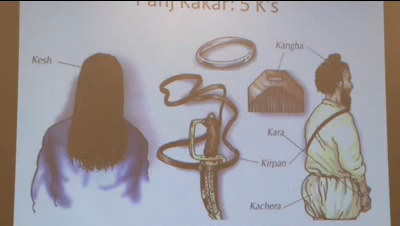 Panj Kakar: 5 K's
Kesh
Kangha
Kara
Kirpan
Kachera